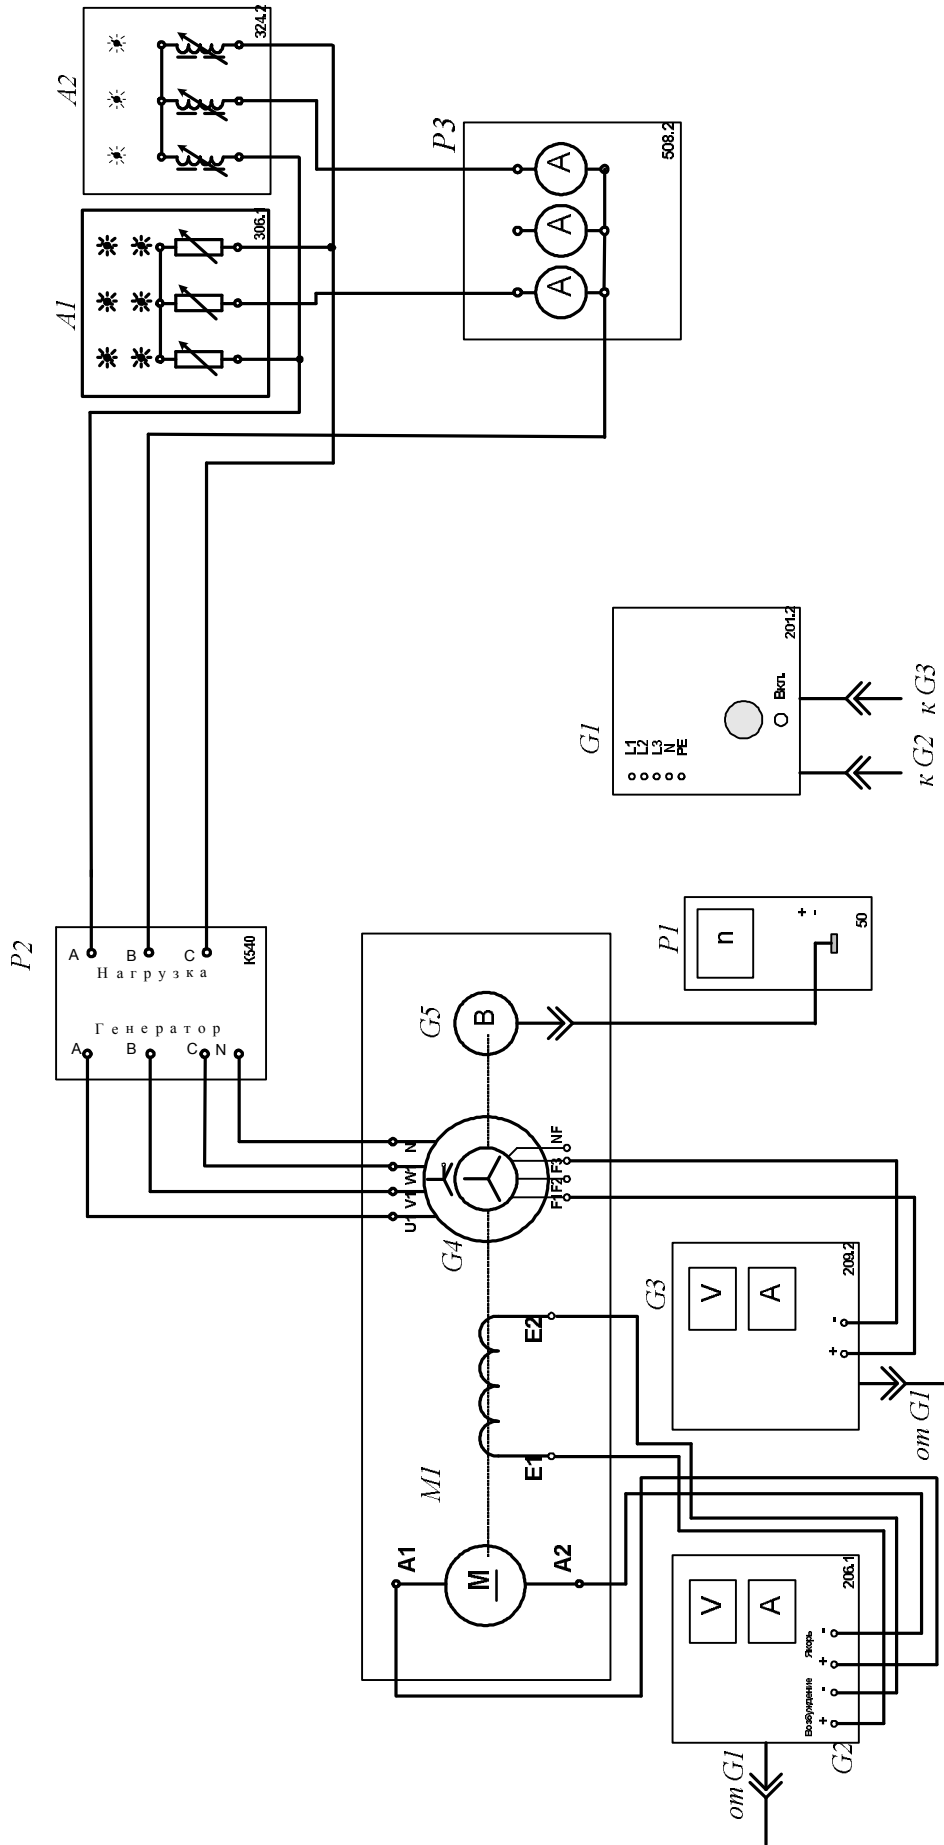 A2
324.2
A1
306.1
P3
A
A
A
508.2
G1
L1
L2
L3
N
PE
Вкл.
201.2
к G2
к G3
P2
A
B
C
Нагрузка
К540
Генератор
A
B
C
N
P1
n
+
-
50
G5
B
U1
V1
W1
N
G4
F1
F2
F3
NF
M1
E1
E2
A1
M
A2
G3
V
A
209.2
+
-
от G1
V
A
206.1
Возбуждение
+
-
Якорь
+
-
G2
от G1